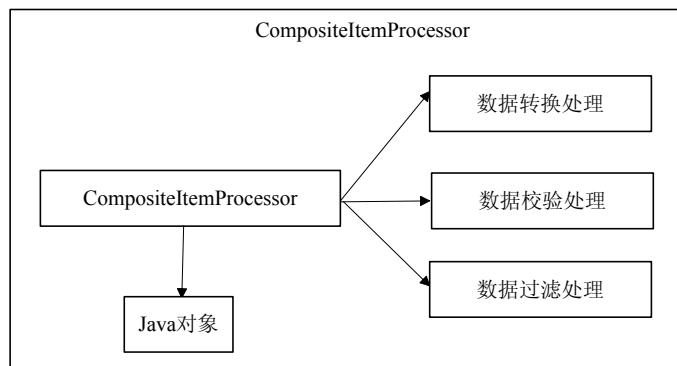 CompositeItemProcessor
数据转换处理
CompositeItemProcessor
数据校验处理
数据过滤处理
Java对象